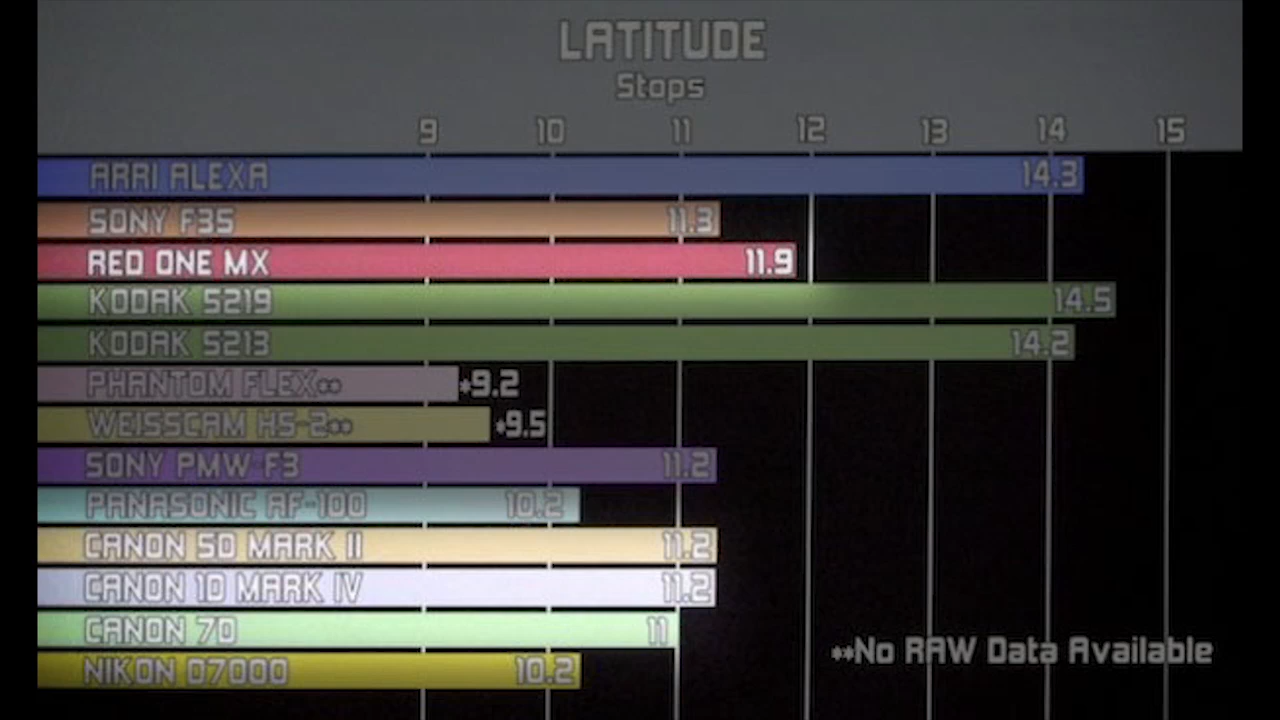 LATITUDE
Stops
9 10 11 12 13 14 15
ARRI ALEXA 14.3
SONY F35 11.3
RED ONE MX 11.9
KODAK 5219 14.5
KODAK 5213 14.2
PHANTOM FLEX** *9.2
WEISSCAM HS-2** *9.5
SONY PMW-F3 11.2
PANASONIC AF-100 10.2
CANON 5D MARK II 11.2
CANON 1D MARK IV 11.2
CANON 7D 11
NIKON D7000 10.2
**No RAW Data Available